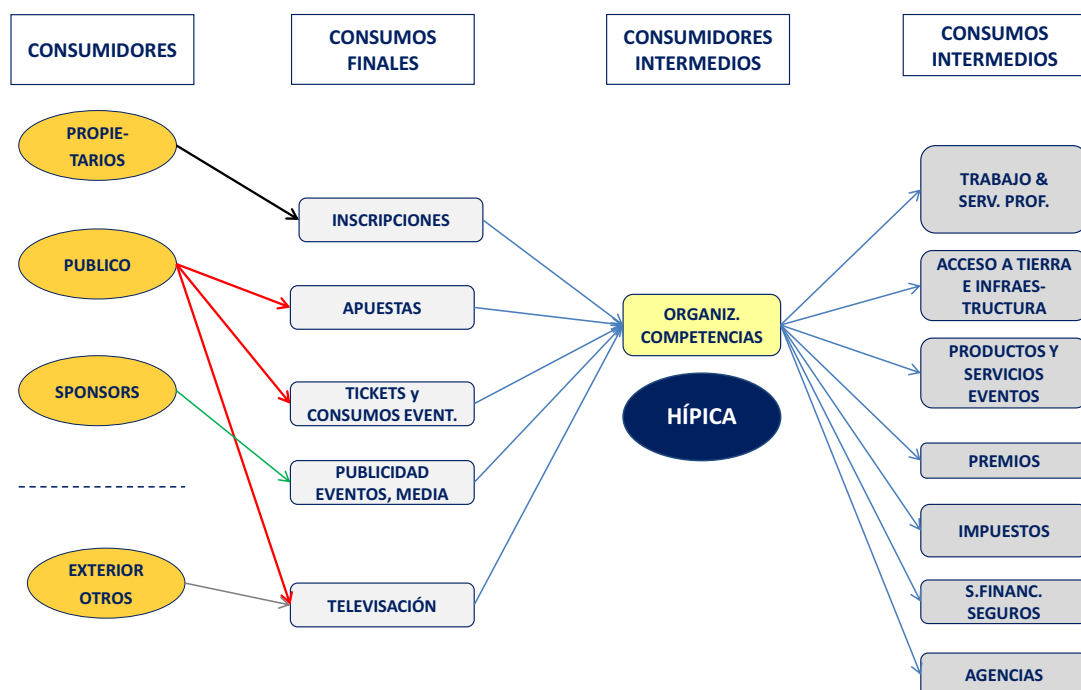 CONSUMIDORES
CONSUMOS
FINALES
CONSUMIDORES
INTERMEDIOS
CONSUMOS
INTERMEDIOS
PROPIE-
TARIOS
PUBLICO
SPONSORS
EXTERIOR
OTROS
INSCRIPCIONES
APUESTAS
TICKETS y
CONSUMOS EVENT.
PUBLICIDAD
EVENTOS, MEDIA
TELEVISACIÓN
ORGANIZ.
COMPETENCIAS
HÍPICA
TRABAJO &
SERV. PROF.
ACCESO A TIERRA
E INFRAES-
TRUCTURA
PRODUCTOS Y
SERVICIOS
EVENTOS
PREMIOS
IMPUESTOS
S.FINANC.
SEGUROS
AGENCIAS